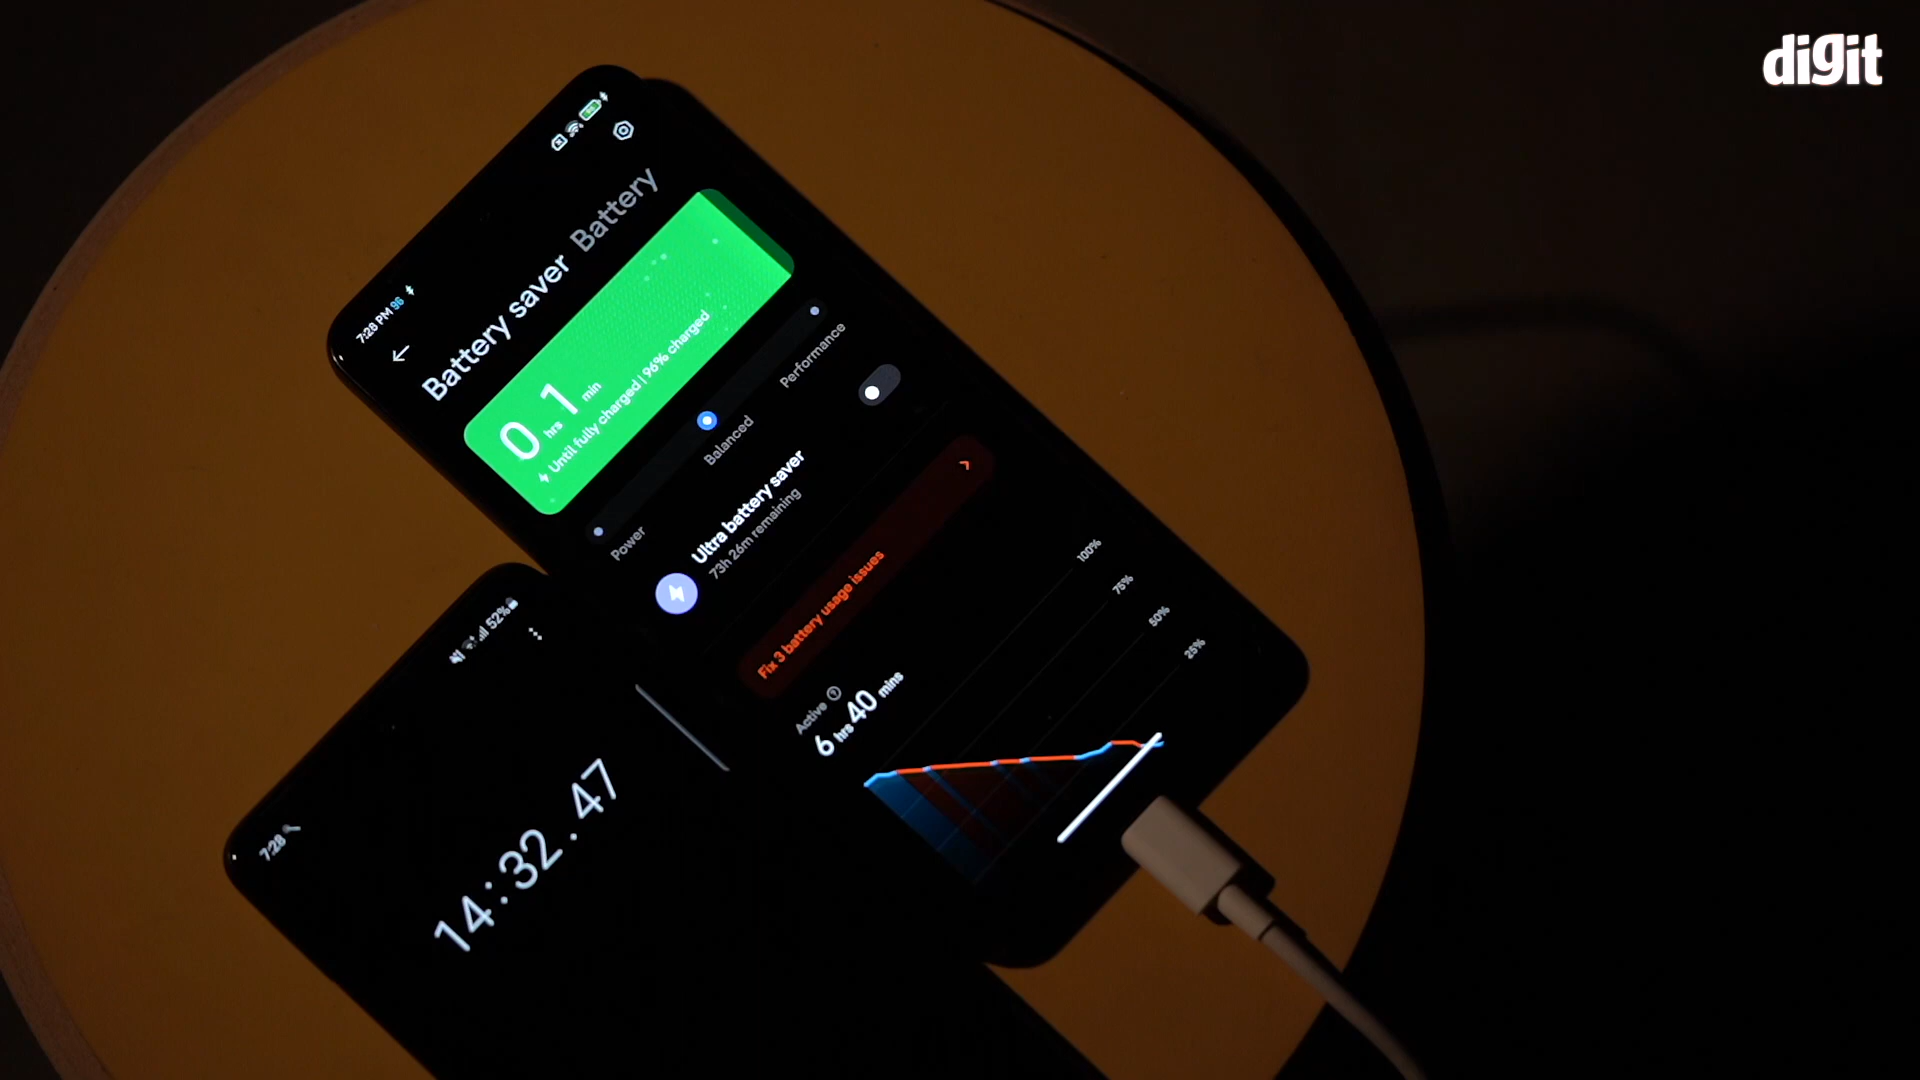 digit
7:28 PM 96
Battery saver Battery
0 hrs 1 min
Until fully charged | 96% charged
Power Balanced Performance
Ultra battery saver
73h 26m remaining
Fix 3 battery usage issues
Active ?
6 hrs 40 mins
100%
75%
50%
25%
7:28 52%
14:32.47